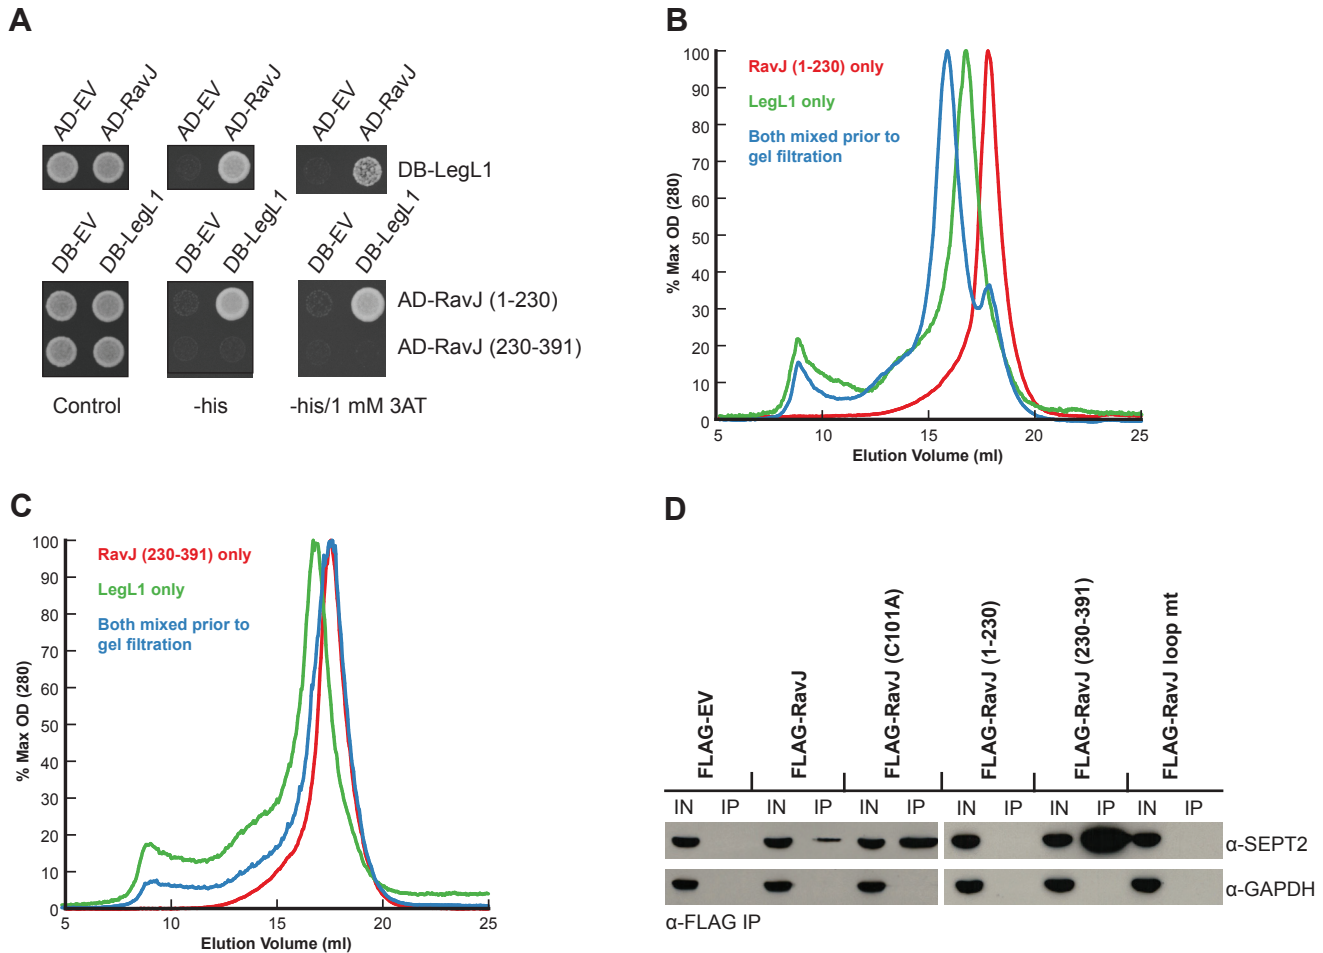 A
AD-EV AD-RavJ AD-EV AD-RavJ AD-EV AD-RavJ
DB-LegL1
DB-EV DB-LegL1 DB-EV DB-LegL1 DB-EV DB-LegL1
AD-RavJ (1-230)
AD-RavJ (230-391)
Control -his -his/1 mM 3AT
B
RavJ (1-230) only
LegL1 only
Both mixed prior to
gel filtration
% Max OD (280)
100
90
80
70
60
50
40
30
20
10
0
5 10 15 20 25
Elution Volume (ml)
C
RavJ (230-391) only
LegL1 only
Both mixed prior to
gel filtration
% Max OD (280)
100
90
80
70
60
50
40
30
20
10
0
5 10 15 20 25
Elution Volume (ml)
D
FLAG-EV
FLAG-RavJ
FLAG-RavJ (C101A)
FLAG-RavJ (1-230)
FLAG-RavJ (230-391)
FLAG-RavJ loop mt
IN IP IN IP IN IP IN IP IN IP IN IP
α-SEPT2
α-GAPDH
α-FLAG IP